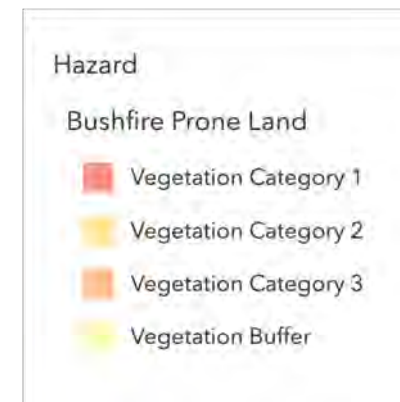 Hazard
Bushfire Prone Land
Vegetation Category 1
Vegetation Category 2
Vegetation Category 3
Vegetation Buffer